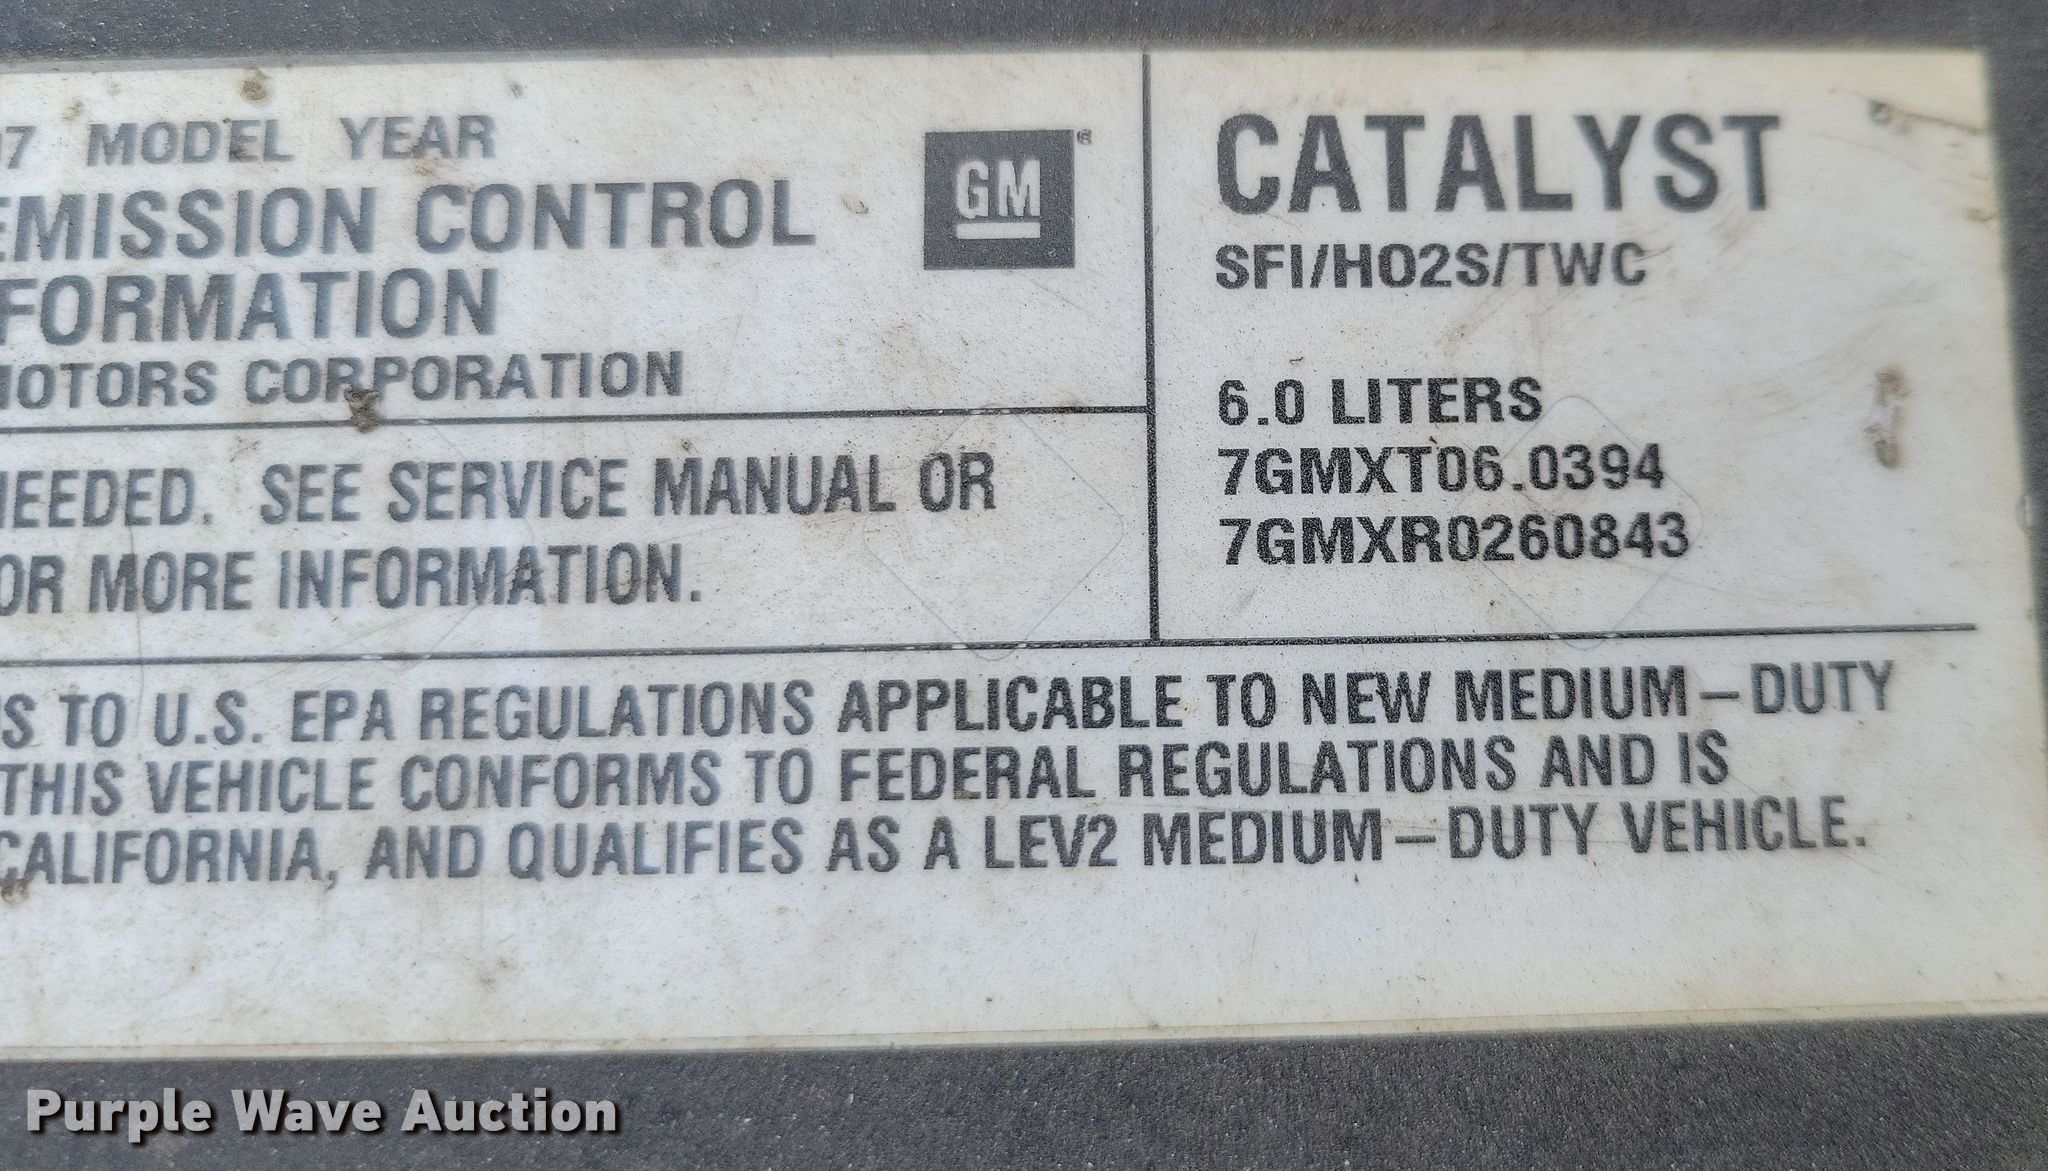 07 MODEL YEAR
EMISSION CONTROL
FORMATION
MOTORS CORPORATION
GM®
CATALYST
SFI/HO2S/TWC
6.0 LITERS
7GMXT06.0394
7GMXR0260843
NEEDED. SEE SERVICE MANUAL OR
OR MORE INFORMATION.
S TO U.S. EPA REGULATIONS APPLICABLE TO NEW MEDIUM-DUTY
THIS VEHICLE CONFORMS TO FEDERAL REGULATIONS AND IS
CALIFORNIA, AND QUALIFIES AS A LEV2 MEDIUM-DUTY VEHICLE.
Purple Wave Auction